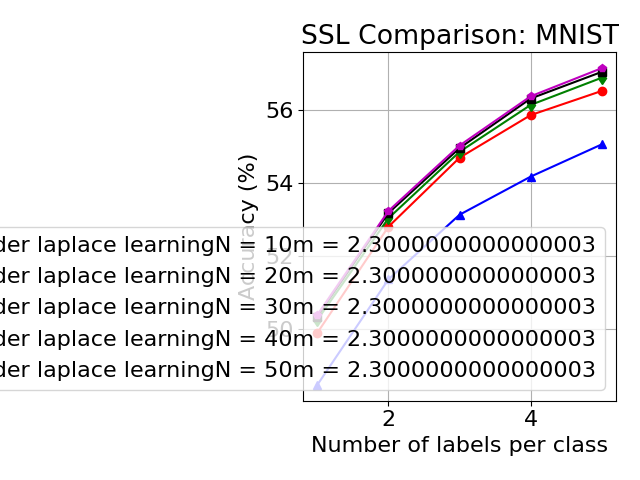 SSL Comparison: MNIST
Accuracy (%)
56
54
52
50
der laplace learningN = 10m = 2.3000000000000003
der laplace learningN = 20m = 2.3000000000000003
der laplace learningN = 30m = 2.3000000000000003
der laplace learningN = 40m = 2.3000000000000003
der laplace learningN = 50m = 2.3000000000000003
2
4
Number of labels per class